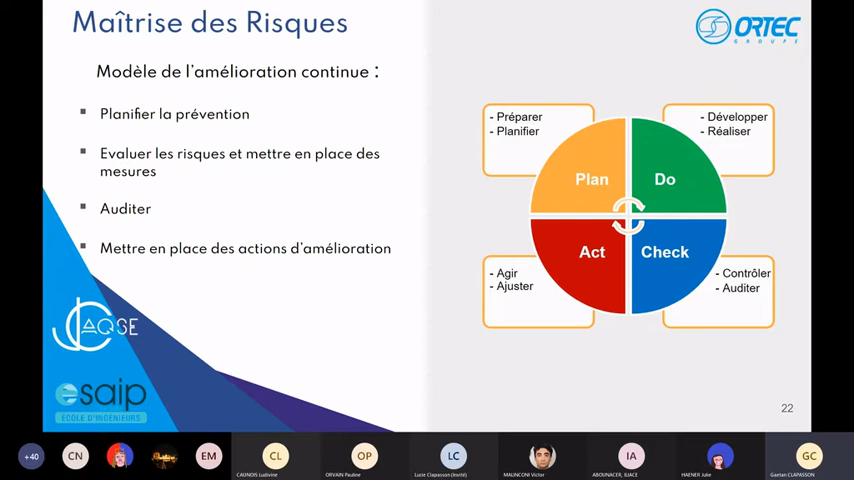 Maîtrise des Risques
ORTEC
GROUPE
Modèle de l'amélioration continue :
▪ Planifier la prévention
▪ Evaluer les risques et mettre en place des
mesures
▪ Auditer
▪ Mettre en place des actions d'amélioration
- Préparer
- Planifier
- Développer
- Réaliser
Plan
Do
Act
Check
- Agir
- Ajuster
- Contrôler
- Auditer
JC AQSE
esaip
ÉCOLE D'INGÉNIEURS
22
+40
CN
EM
CL
OP
LC
IA
GC
CAUNOIS Ludivine
ORVAIN Pauline
Lucie Clapasson (Invité)
MALINCONI Victor
ABOUNACER, ILIACE
HAENER Julie
Gaetan CLAPASSON